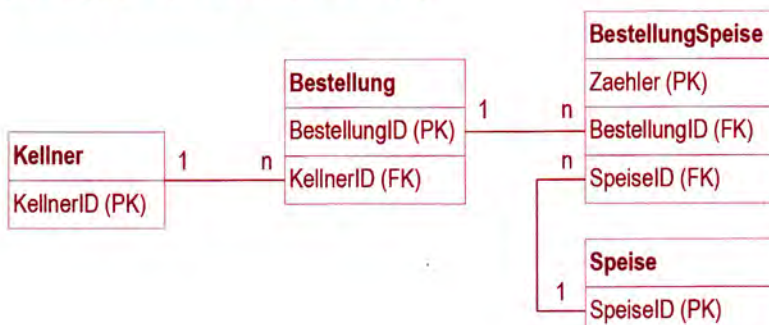 BestellungSpeise
Zaehler (PK)
BestellungID (FK)
SpeiseID (FK)
Bestellung
BestellungID (PK)
KellnerID (FK)
1
n
n
Kellner
KellnerID (PK)
1
n
1
Speise
SpeiseID (PK)